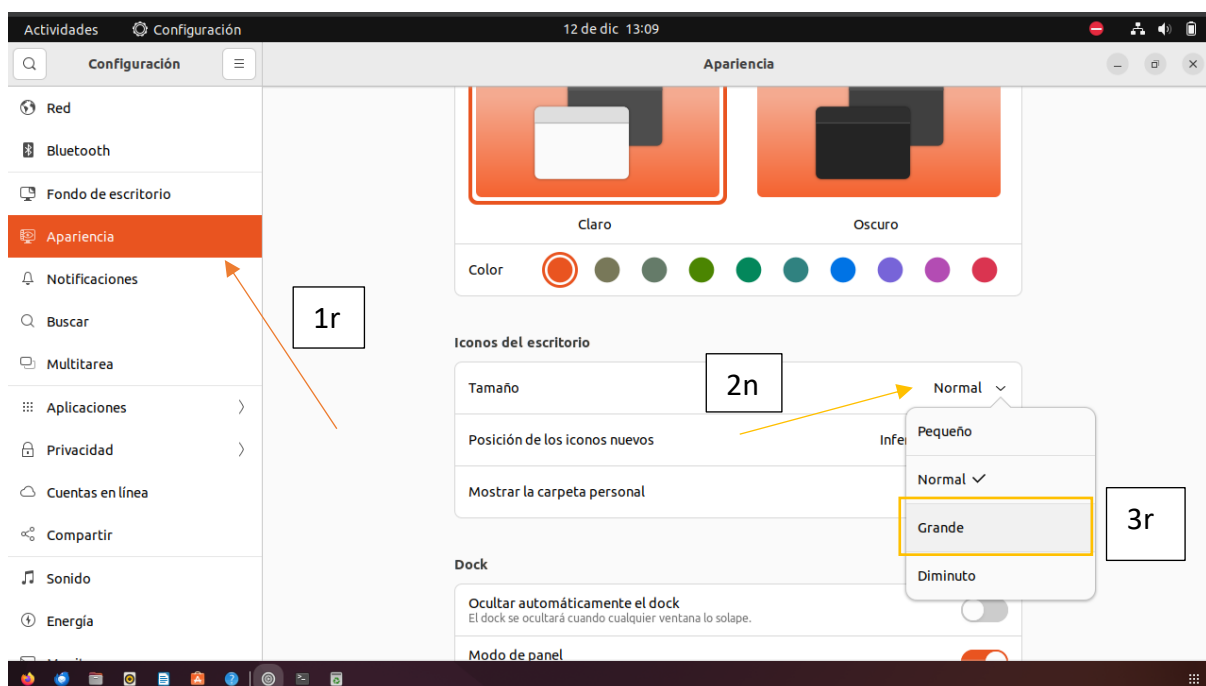 Actividades Configuración 12 de dic 13:09
Configuración Apariencia
Red
Bluetooth
Fondo de escritorio
Apariencia
Notificaciones
Buscar
Multitarea
Aplicaciones
Privacidad
Cuentas en línea
Compartir
Sonido
Energía
1r
Claro Oscuro
Color
Iconos del escritorio
Tamaño 2n Normal
Posición de los iconos nuevos Infe
Mostrar la carpeta personal
Pequeño
Normal
Grande
Diminuto
3r
Dock
Ocultar automáticamente el dock
El dock se ocultará cuando cualquier ventana lo solape.
Modo de panel